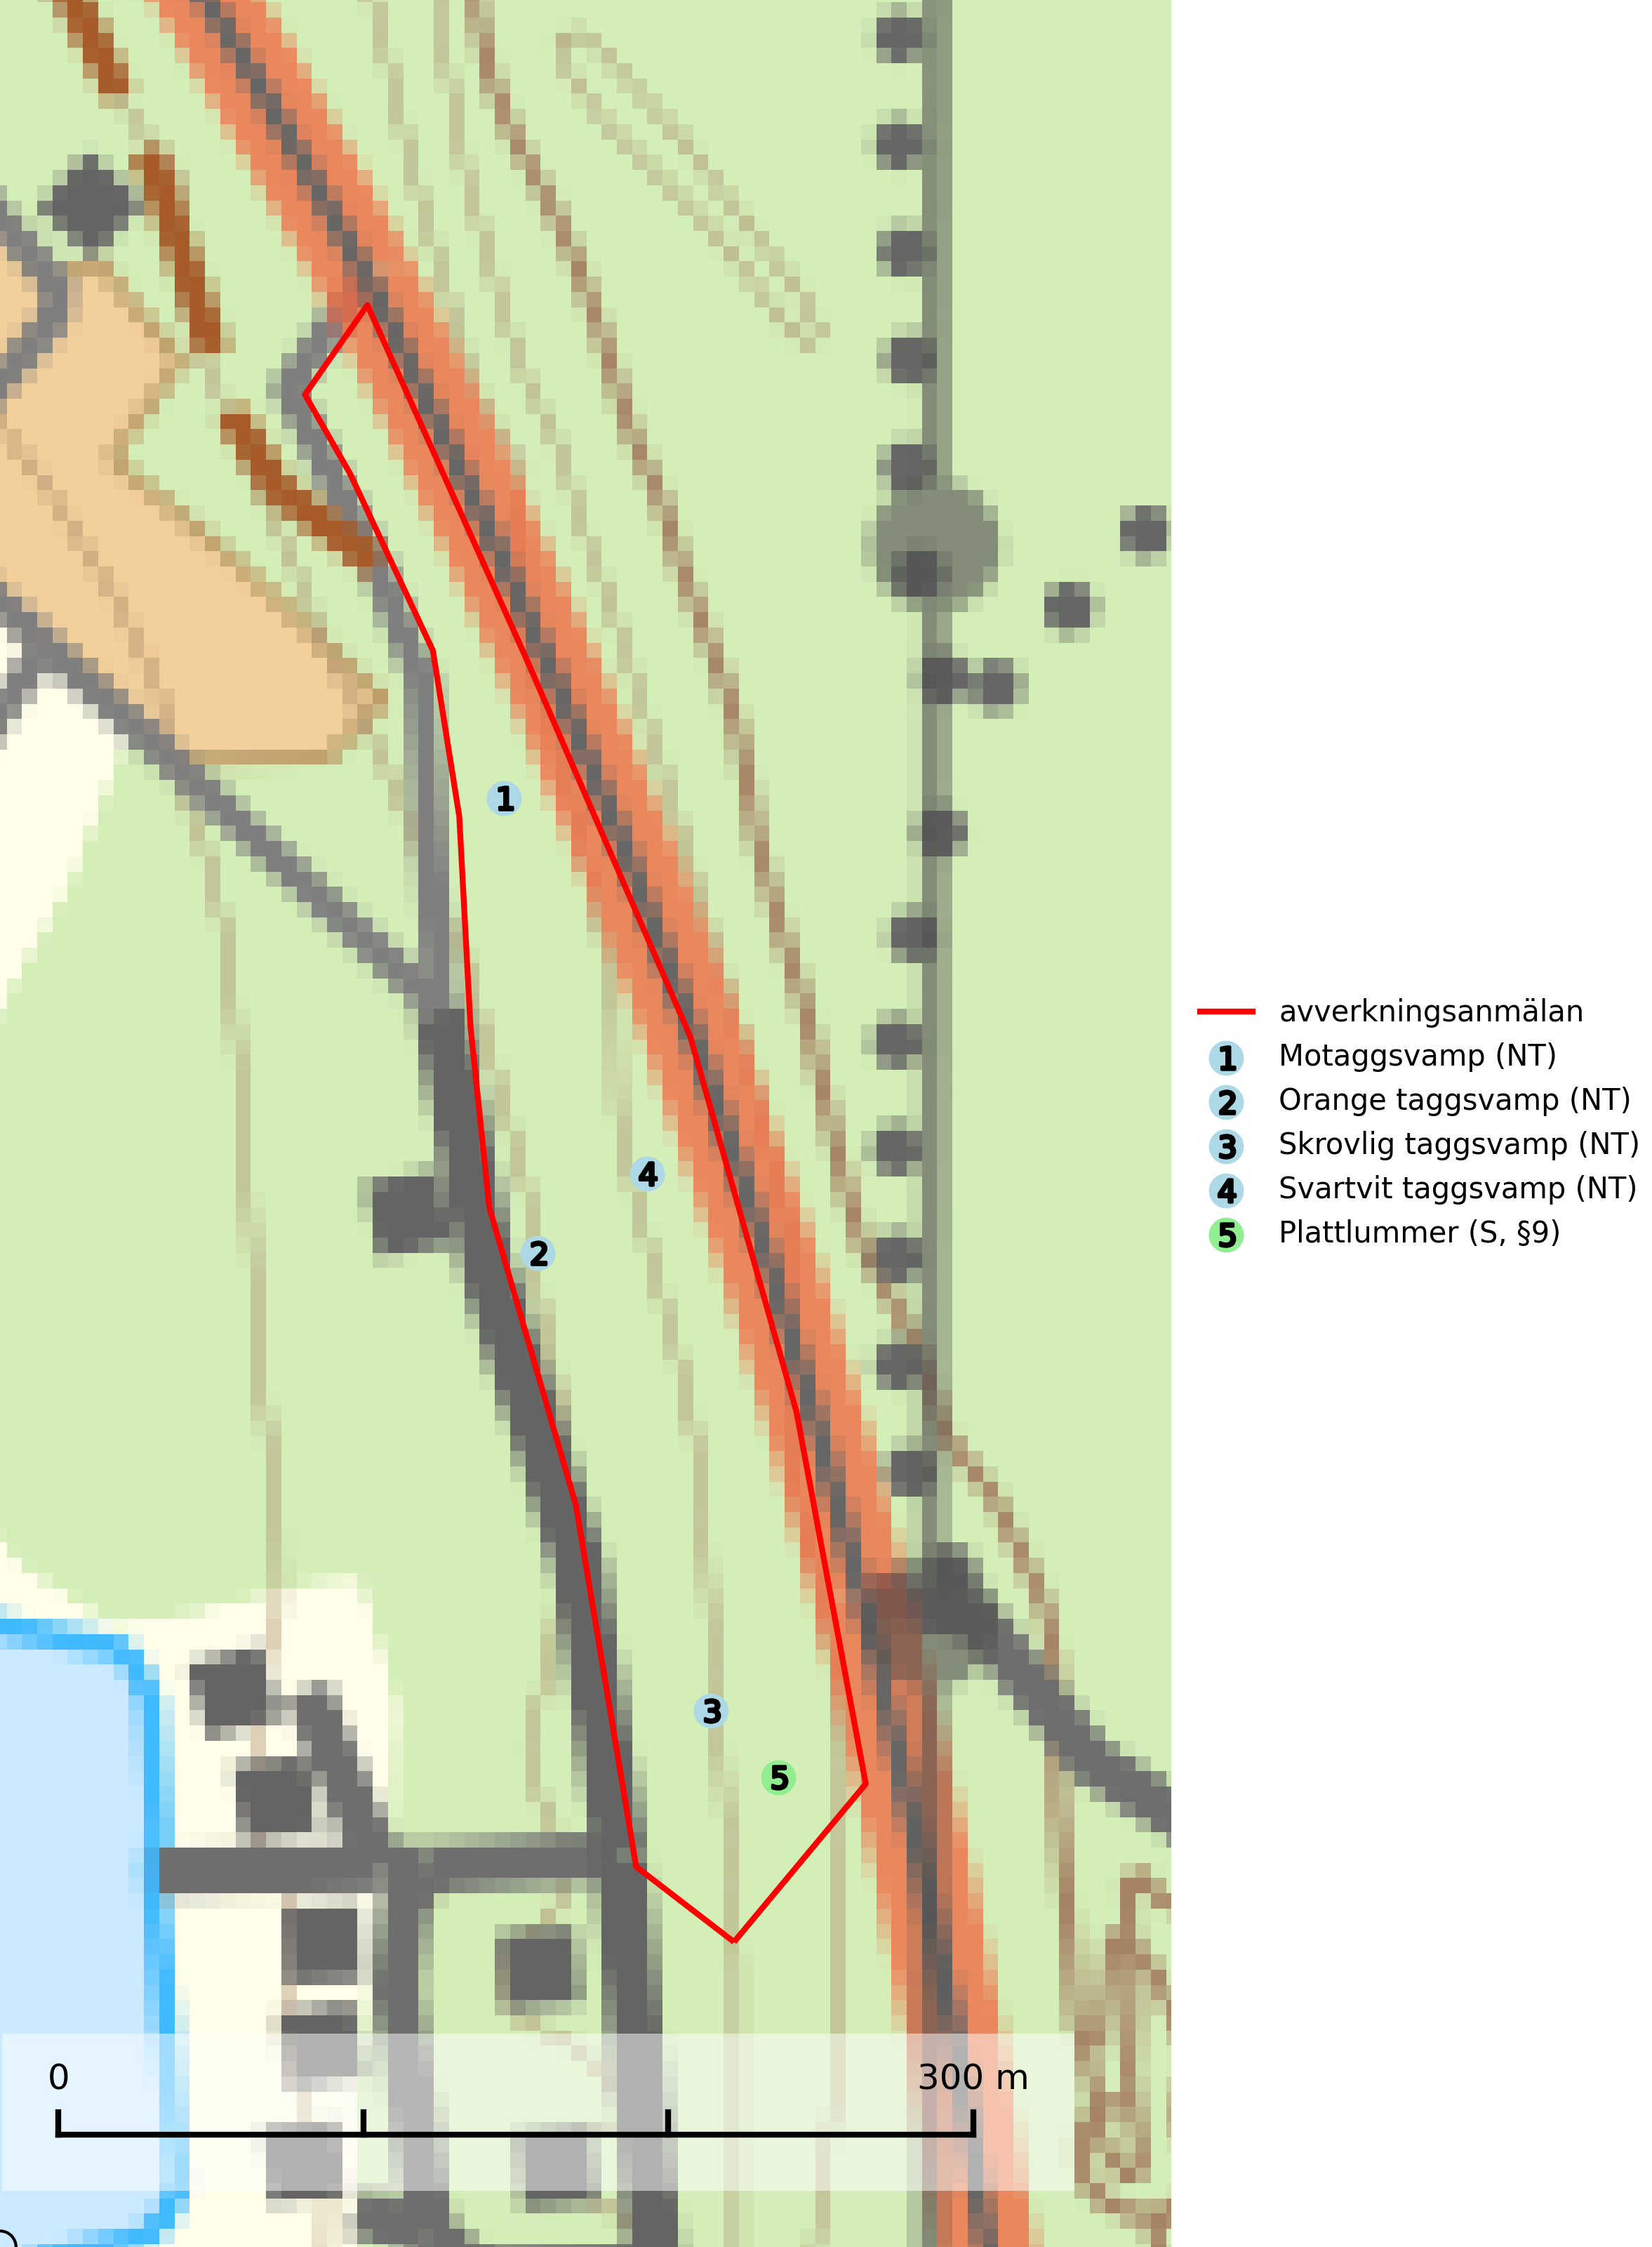 1
4
2
3
5
avverkningsanmälan
1 Motaggsvamp (NT)
2 Orange taggsvamp (NT)
3 Skrovlig taggsvamp (NT)
4 Svartvit taggsvamp (NT)
5 Plattlummer (S, §9)
0 300 m